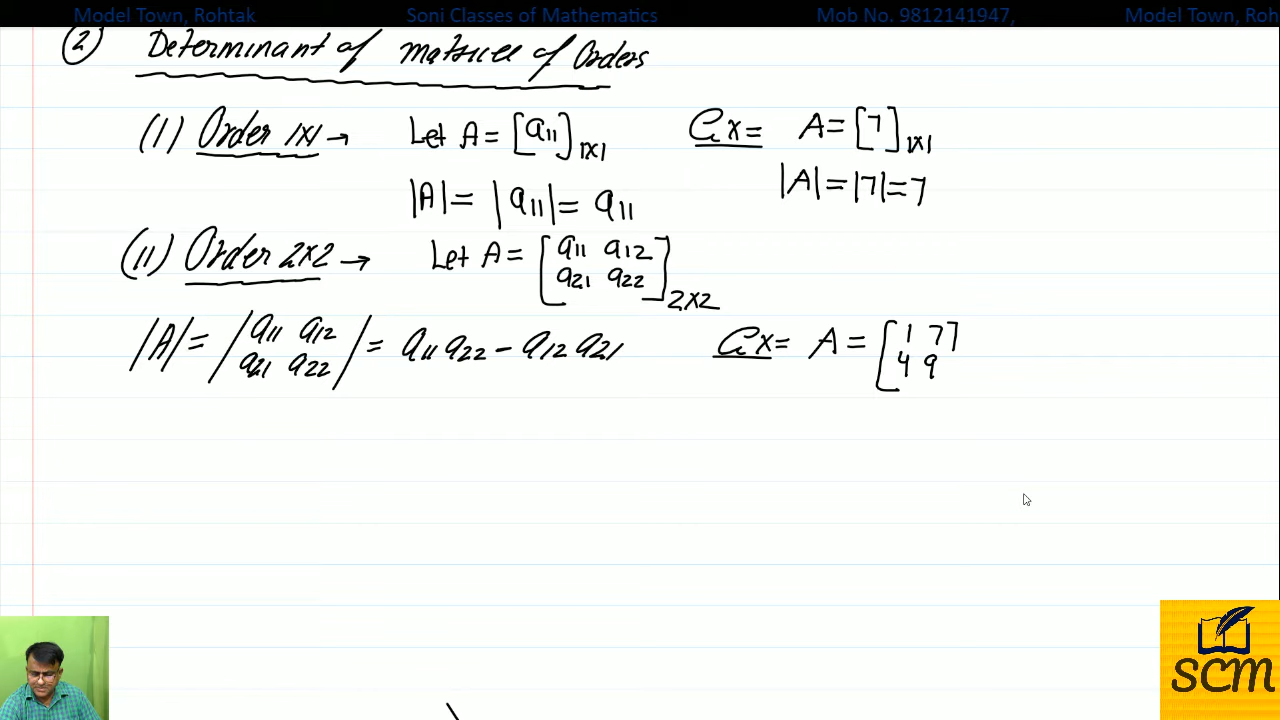 Model Town, Rohtak Soni Classes of Mathematics Mob No. 9812141947, Model Town, Roh
(2) Determinant of matrices of Orders
(I) Order 1x1 → Let A = [a11]1x1 Ex = A = [7]1x1
|A| = |a11| = a11 |A| = |7| = 7
(II) Order 2x2 → Let A = [a11 a12
a21 a22]2x2
|A| = |a11 a12
a21 a22| = a11 a22 - a12 a21 Ex = A = [1 7
4 9]
SCM